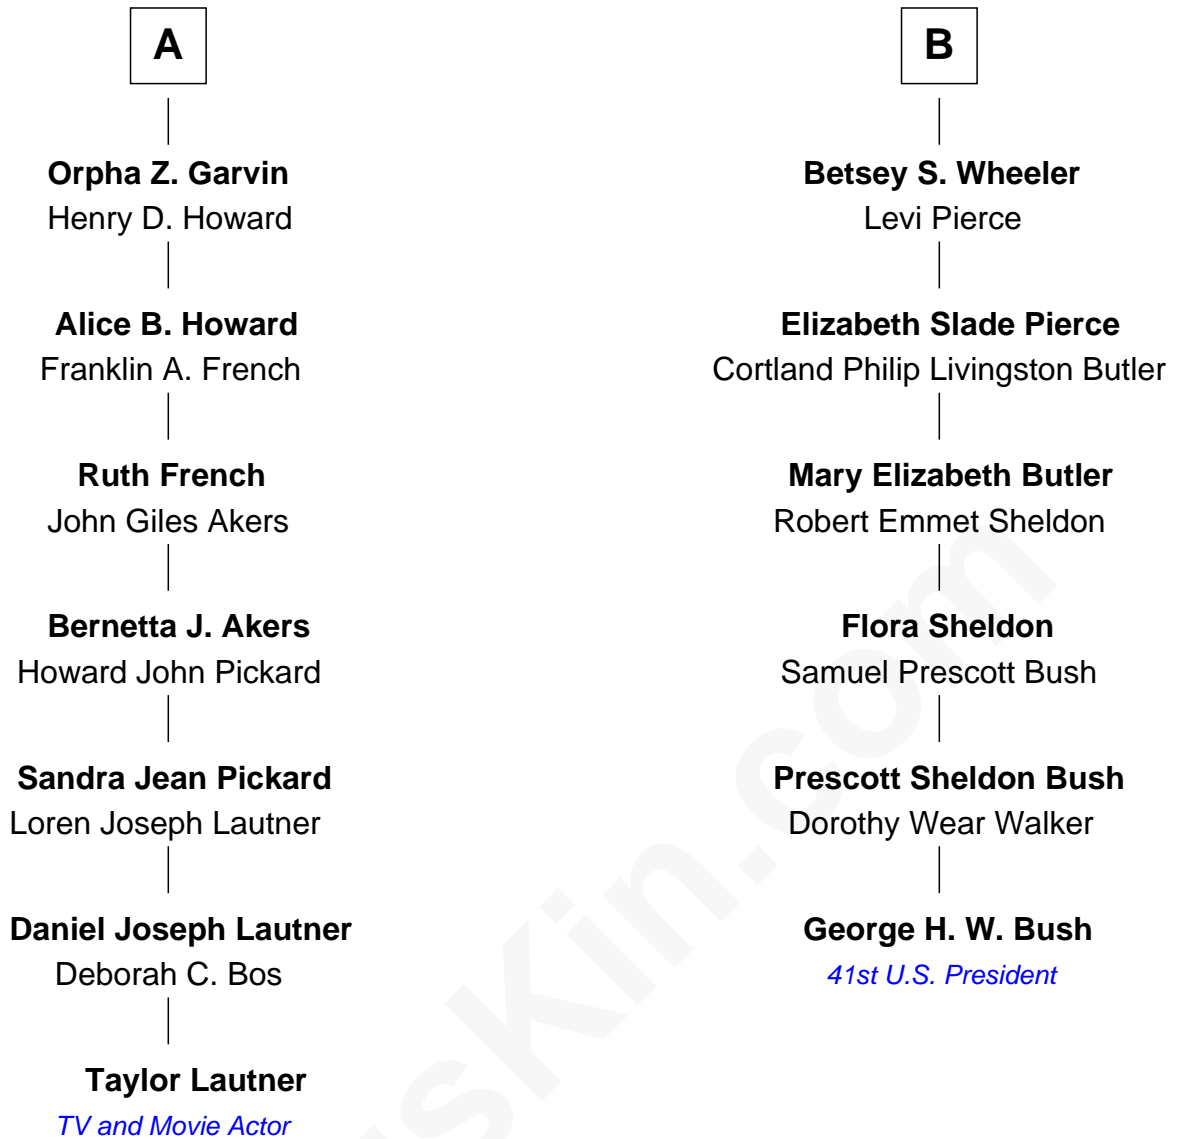 A
Orpha Z. Garvin
Henry D. Howard
Alice B. Howard
Franklin A. French
Ruth French
John Giles Akers
Bernetta J. Akers
Howard John Pickard
Sandra Jean Pickard
Loren Joseph Lautner
Daniel Joseph Lautner
Deborah C. Bos
Taylor Lautner
TV and Movie Actor
B
Betsey S. Wheeler
Levi Pierce
Elizabeth Slade Pierce
Cortland Philip Livingston Butler
Mary Elizabeth Butler
Robert Emmet Sheldon
Flora Sheldon
Samuel Prescott Bush
Prescott Sheldon Bush
Dorothy Wear Walker
George H. W. Bush
41st U.S. President
usKin.com